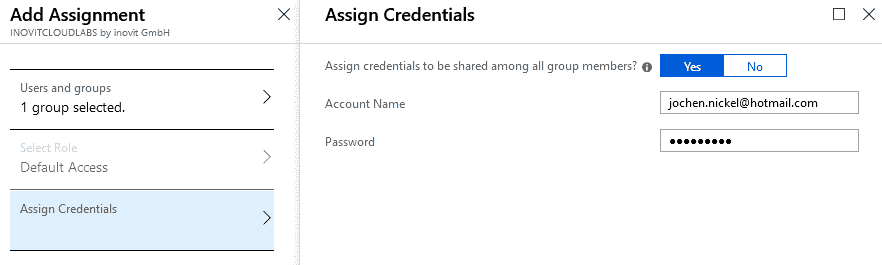 Add Assignment
INOVITCLOUDLABS by inovit GmbH
Users and groups
1 group selected.
Select Role
Default Access
Assign Credentials
Assign Credentials
Assign credentials to be shared among all group members? Yes No
Account Name jochen.nickel@hotmail.com
Password •••••••••